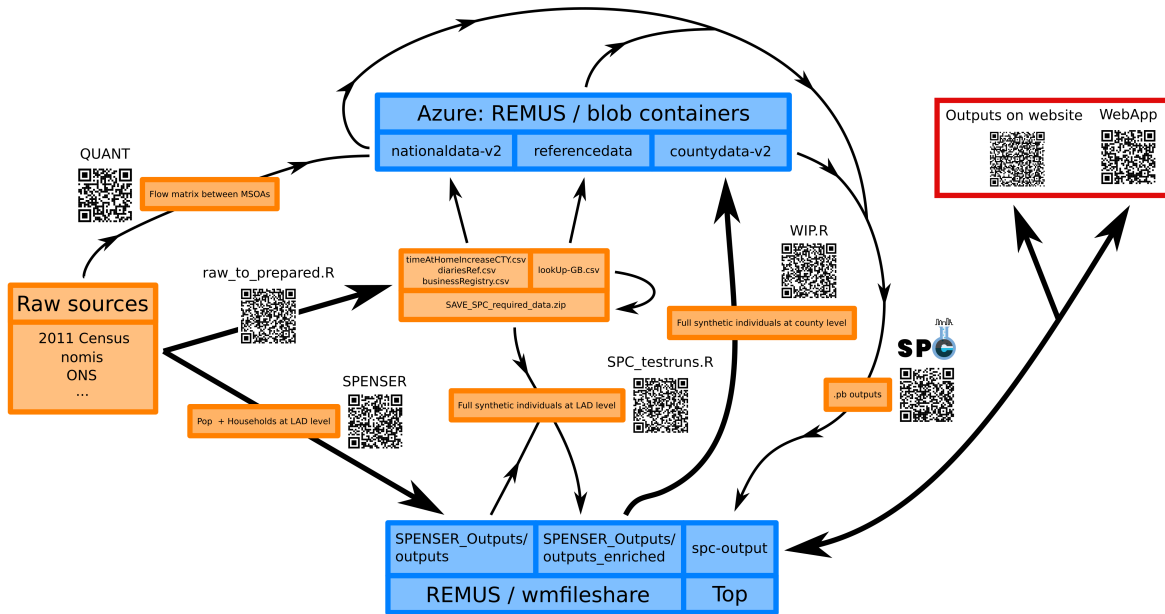 Azure: REMUS / blob containers
nationaldata-v2
referencedata
countydata-v2
Outputs on website
WebApp
QUANT
Flow matrix between MSOAs
raw_to_prepared.R
timeAtHomeIncreaseCTY.csv
diariesRef.csv
businessRegistry.csv
lookUp-GB.csv
SAVE_SPC_required_data.zip
WIP.R
Full synthetic individuals at county level
Raw sources
2011 Census
nomis
ONS
...
SPENSER
Pop + Households at LAD level
Full synthetic individuals at LAD level
SPC_testruns.R
SPC
.pb outputs
SPENSER_Outputs/
outputs
SPENSER_Outputs/
outputs_enriched
spc-output
REMUS / wmfileshare
Top